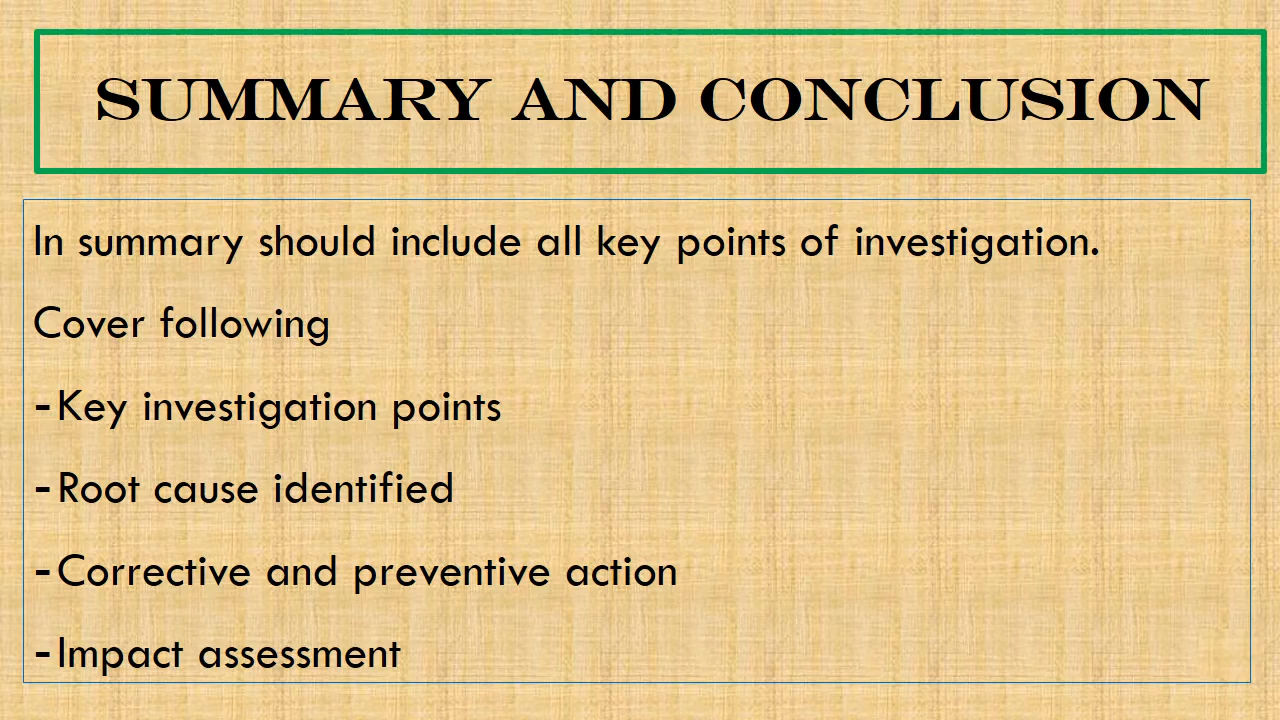 SUMMARY AND CONCLUSION
In summary should include all key points of investigation.
Cover following
-Key investigation points
-Root cause identified
-Corrective and preventive action
-Impact assessment